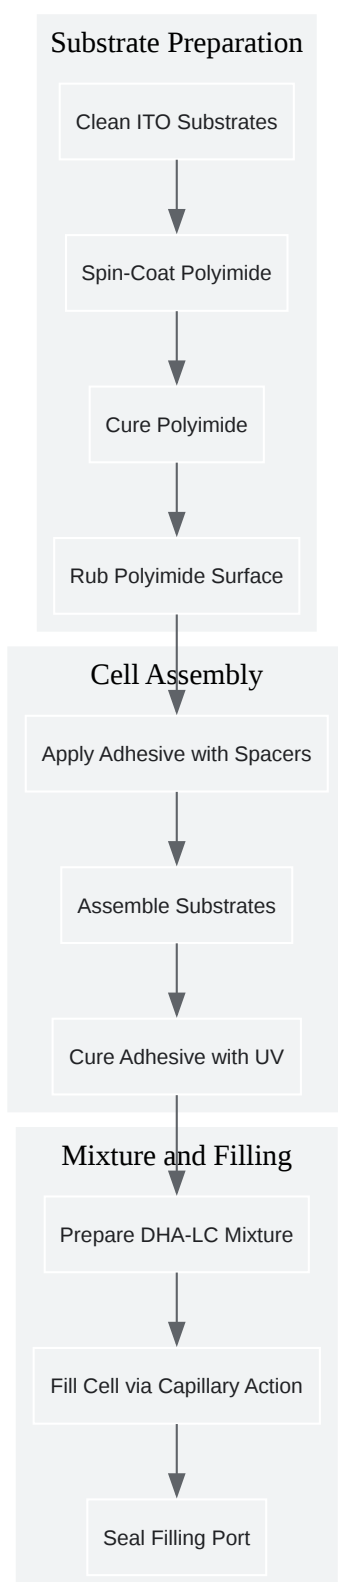 Substrate Preparation
Clean ITO Substrates
Spin-Coat Polyimide
Cure Polyimide
Rub Polyimide Surface
Cell Assembly
Apply Adhesive with Spacers
Assemble Substrates
Cure Adhesive with UV
Mixture and Filling
Prepare DHA-LC Mixture
Fill Cell via Capillary Action
Seal Filling Port